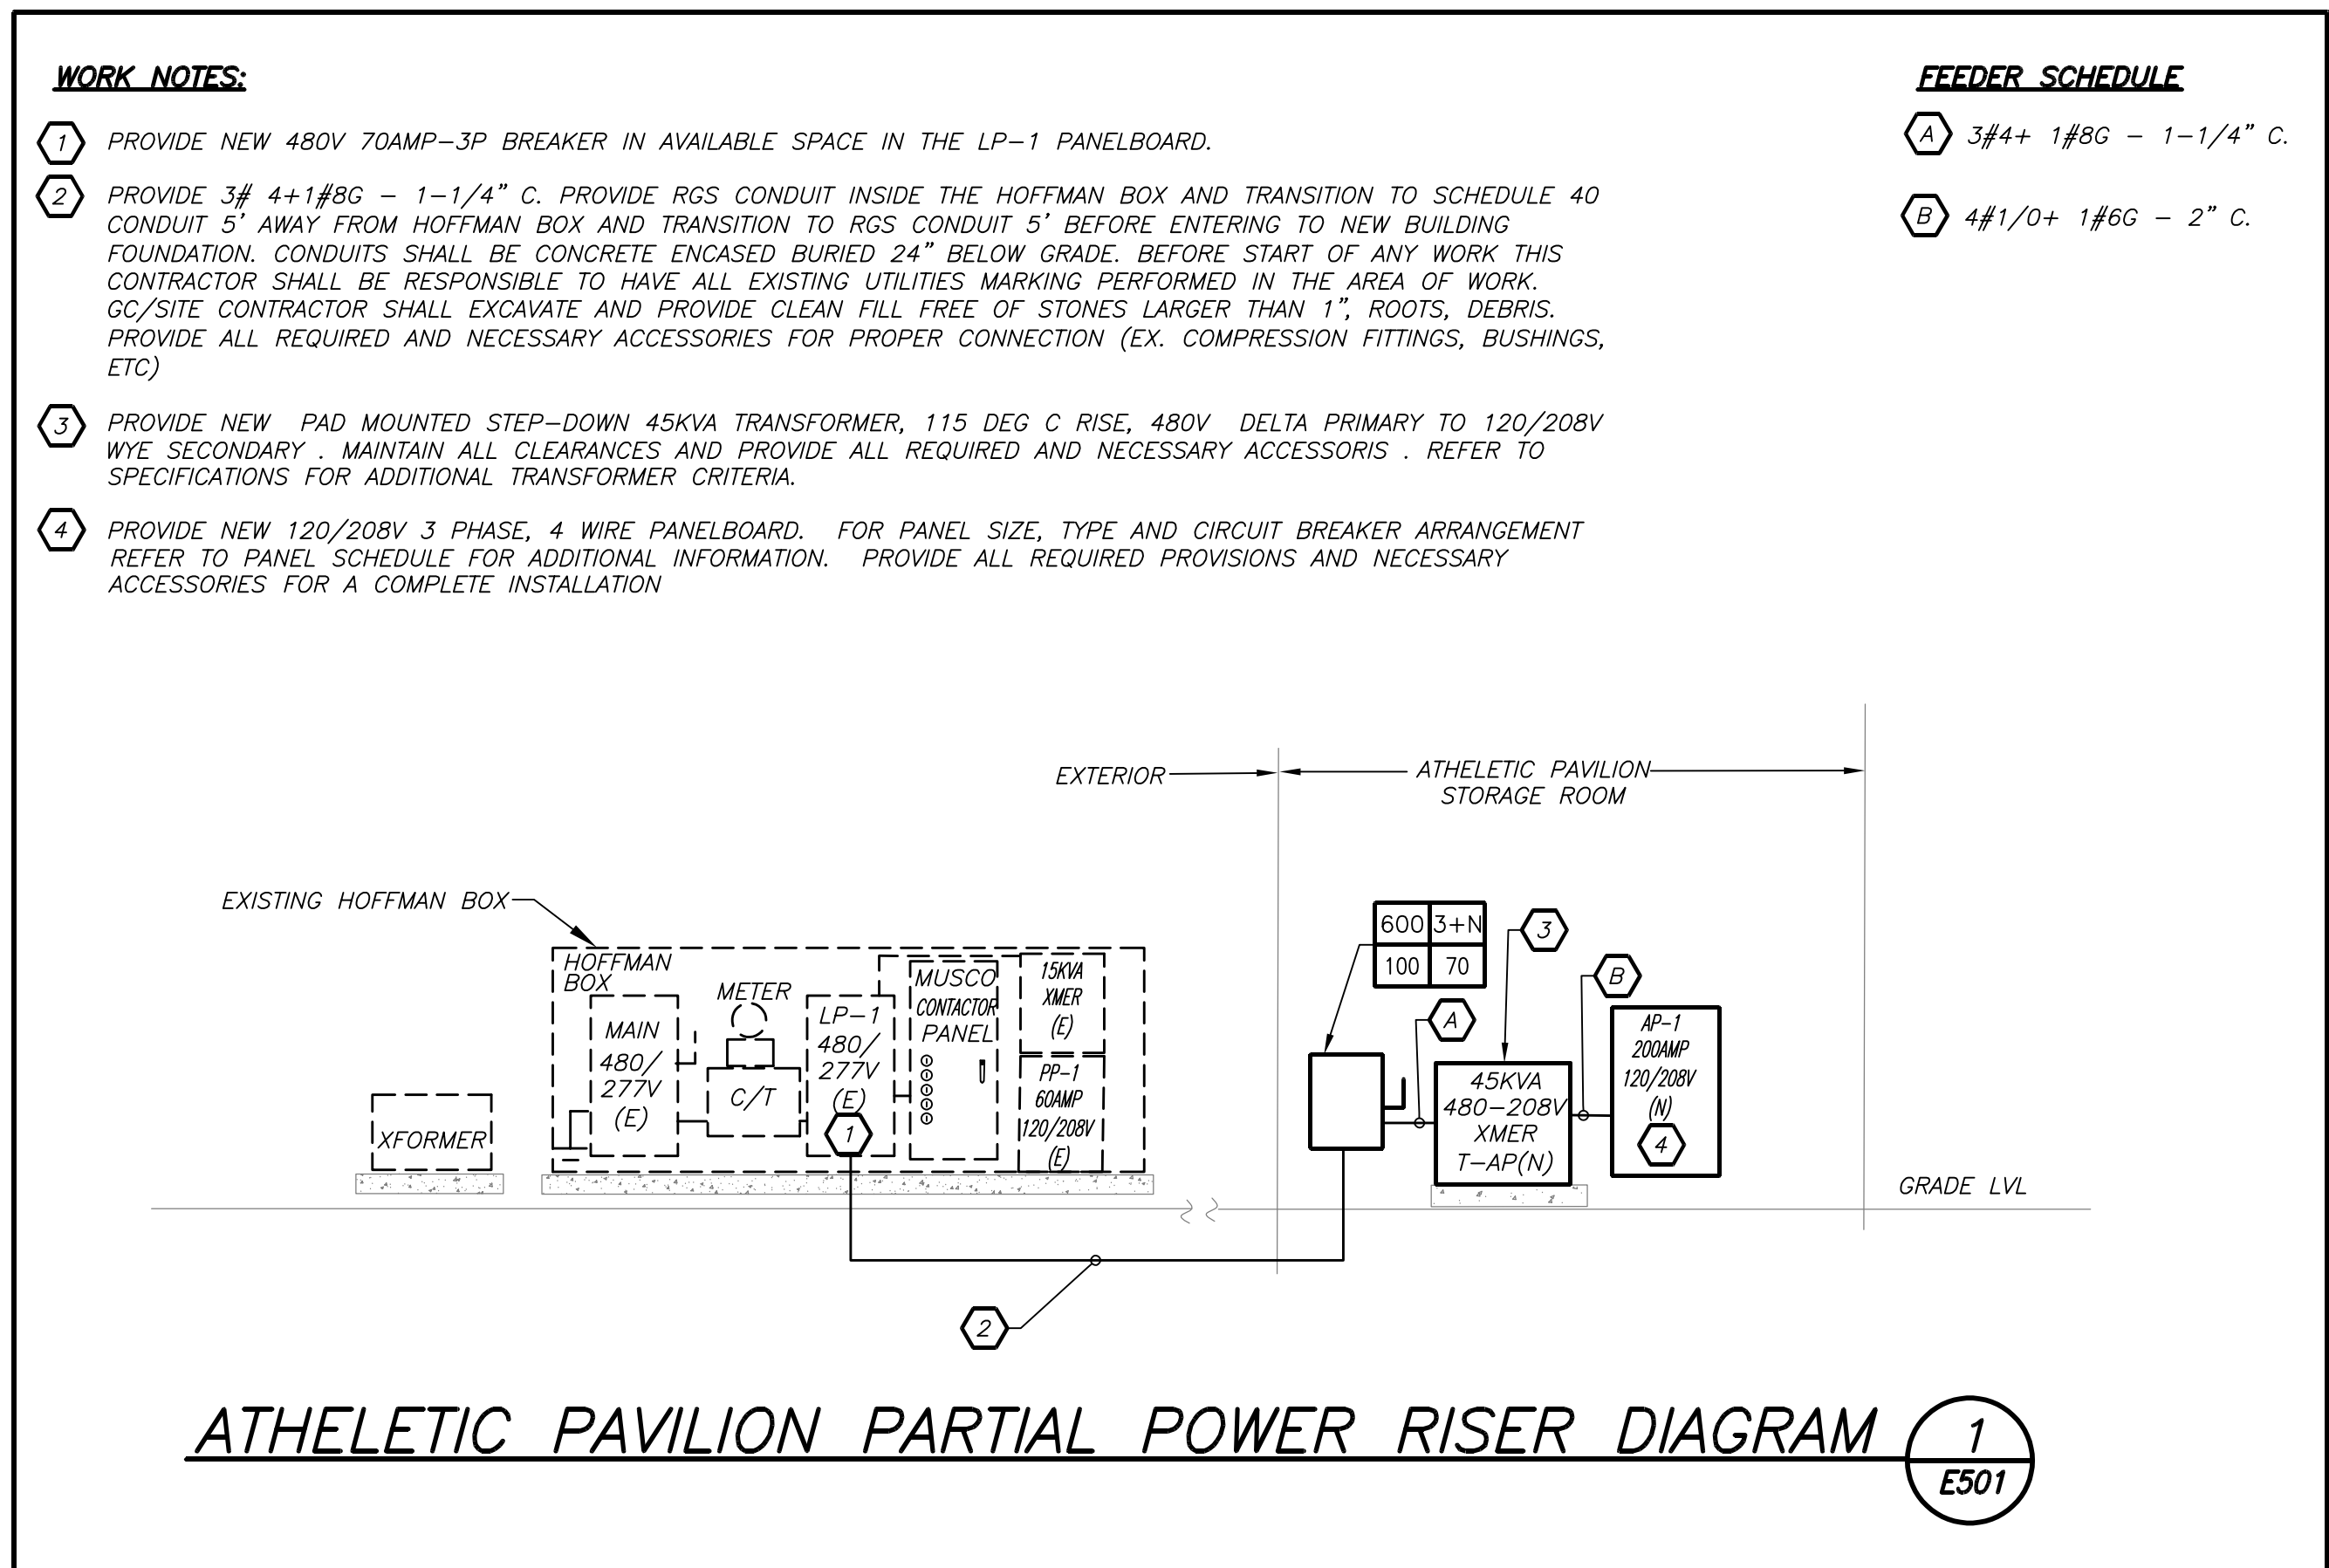 WORK NOTES:
1 PROVIDE NEW 480V 70AMP-3P BREAKER IN AVAILABLE SPACE IN THE LP-1 PANELBOARD.
2 PROVIDE 3# 4+1#8G - 1-1/4" C. PROVIDE RGS CONDUIT INSIDE THE HOFFMAN BOX AND TRANSITION TO SCHEDULE 40
CONDUIT 5' AWAY FROM HOFFMAN BOX AND TRANSITION TO RGS CONDUIT 5' BEFORE ENTERING TO NEW BUILDING
FOUNDATION. CONDUITS SHALL BE CONCRETE ENCASED BURIED 24" BELOW GRADE. BEFORE START OF ANY WORK THIS
CONTRACTOR SHALL BE RESPONSIBLE TO HAVE ALL EXISTING UTILITIES MARKING PERFORMED IN THE AREA OF WORK.
GC/SITE CONTRACTOR SHALL EXCAVATE AND PROVIDE CLEAN FILL FREE OF STONES LARGER THAN 1", ROOTS, DEBRIS.
PROVIDE ALL REQUIRED AND NECESSARY ACCESSORIES FOR PROPER CONNECTION (EX. COMPRESSION FITTINGS, BUSHINGS,
ETC)
3 PROVIDE NEW PAD MOUNTED STEP-DOWN 45KVA TRANSFORMER, 115 DEG C RISE, 480V DELTA PRIMARY TO 120/208V
WYE SECONDARY . MAINTAIN ALL CLEARANCES AND PROVIDE ALL REQUIRED AND NECESSARY ACCESSORIS . REFER TO
SPECIFICATIONS FOR ADDITIONAL TRANSFORMER CRITERIA.
4 PROVIDE NEW 120/208V 3 PHASE, 4 WIRE PANELBOARD. FOR PANEL SIZE, TYPE AND CIRCUIT BREAKER ARRANGEMENT
REFER TO PANEL SCHEDULE FOR ADDITIONAL INFORMATION. PROVIDE ALL REQUIRED PROVISIONS AND NECESSARY
ACCESSORIES FOR A COMPLETE INSTALLATION
FEEDER SCHEDULE
A 3#4+ 1#8G - 1-1/4" C.
B 4#1/0+ 1#6G - 2" C.
EXTERIOR
ATHELETIC PAVILION
STORAGE ROOM
EXISTING HOFFMAN BOX
XFORMER
HOFFMAN
BOX
MAIN
480/
277V
(E)
METER
C/T
LP-1
480/
277V
(E)
1
MUSCO
CONTACTOR
PANEL
15KVA
XMER
(E)
PP-1
60AMP
120/208V
(E)
2
600 3+N
100 70
3
A
B
45KVA
480-208V
XMER
T-AP(N)
AP-1
200AMP
120/208V
(N)
4
GRADE LVL
ATHELETIC PAVILION PARTIAL POWER RISER DIAGRAM
1
E501